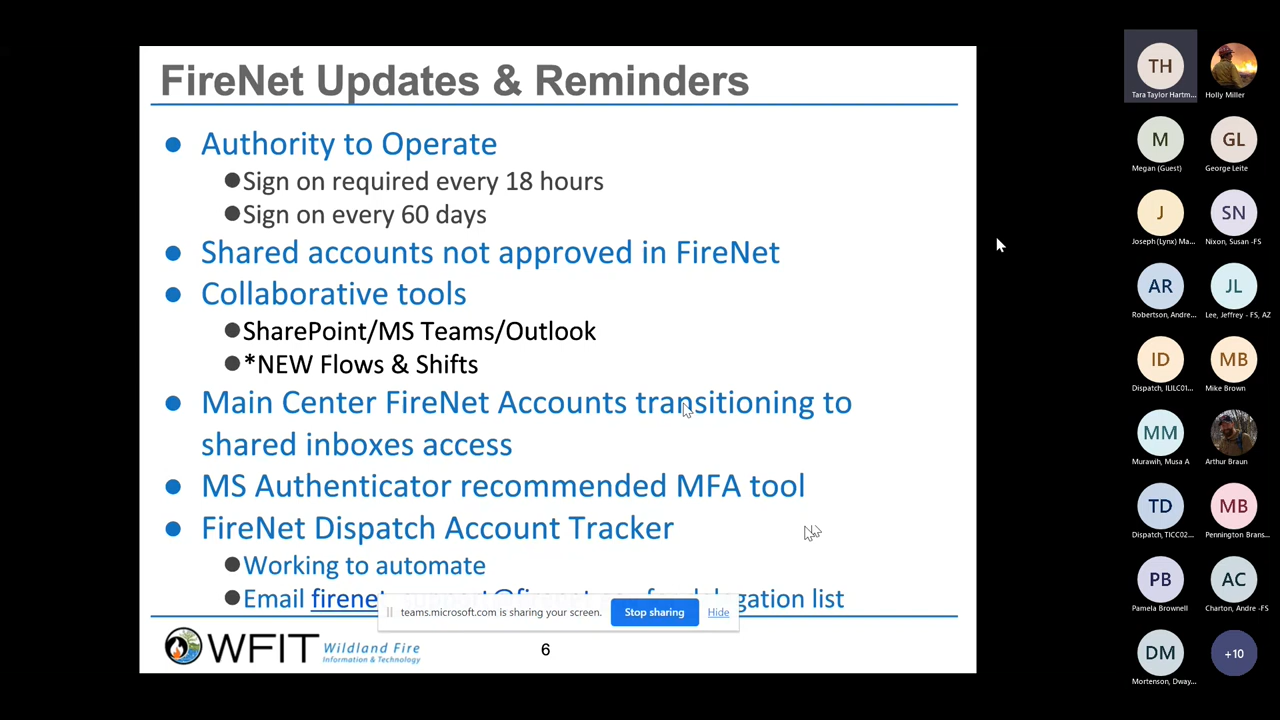 FireNet Updates & Reminders
● Authority to Operate
● Sign on required every 18 hours
● Sign on every 60 days
● Shared accounts not approved in FireNet
● Collaborative tools
● SharePoint/MS Teams/Outlook
● *NEW Flows & Shifts
● Main Center FireNet Accounts transitioning to
shared inboxes access
● MS Authenticator recommended MFA tool
● FireNet Dispatch Account Tracker
● Working to automate
● Email delegation list
teams.microsoft.com is sharing your screen. Stop sharing Hide
WFIT Wildland Fire
Information & Technology
6
TH
Tara Taylor Hartm...
Holly Miller
M
Megan (Guest)
GL
George Leite
J
Joseph (Lynx) Ma...
SN
Nixon, Susan -FS
AR
Robertson, Andre...
JL
Lee, Jeffrey - FS, AZ
ID
Dispatch, ILILC01...
MB
Mike Brown
MM
Murawih, Musa A
Arthur Braun
TD
Dispatch, TICC02...
MB
Pennington Brans...
PB
Pamela Brownell
AC
Charton, Andre -FS
DM
Mortenson, Dway...
+10